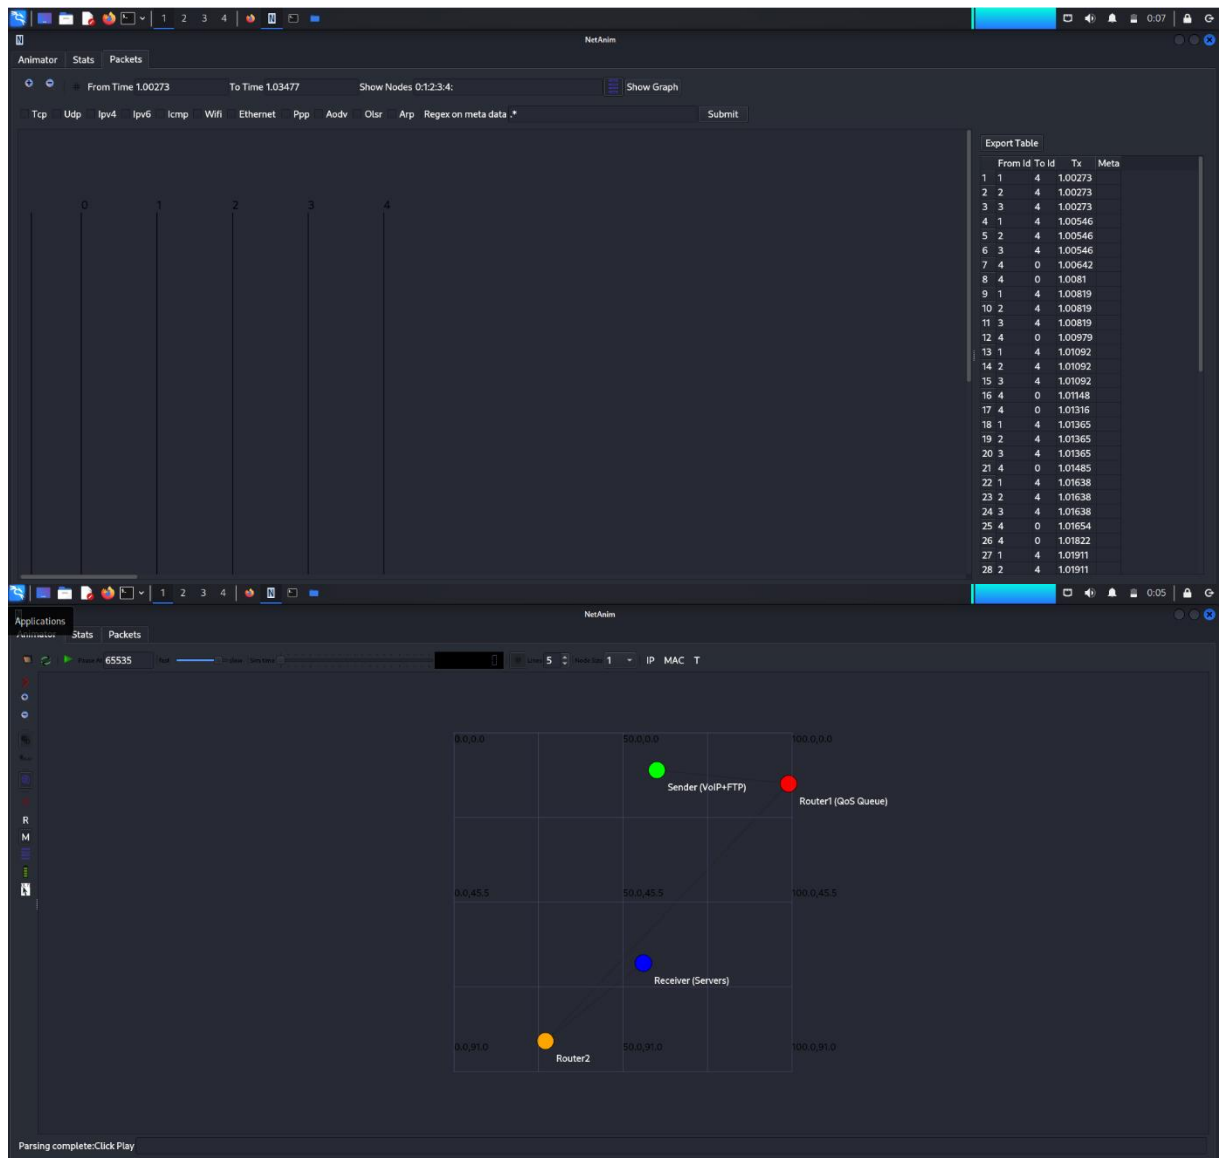 1 2 3 4 0:07
NetAnim
Animator Stats Packets
From Time 1.00273 To Time 1.03477 Show Nodes 0:1:2:3:4: Show Graph
Tcp Udp Ipv4 Ipv6 Icmp Wifi Ethernet Ppp Aodv Olsr Arp Regex on meta data .* Submit
Export Table
From Id To Id Tx Meta
1 1 4 1.00273
2 2 4 1.00273
3 3 4 1.00273
4 1 4 1.00546
5 2 4 1.00546
6 3 4 1.00546
7 4 0 1.00642
8 4 0 1.0081
9 1 4 1.00819
10 2 4 1.00819
11 3 4 1.00819
12 4 0 1.00979
13 1 4 1.01092
14 2 4 1.01092
15 3 4 1.01092
16 4 0 1.01148
17 4 0 1.01316
18 1 4 1.01365
19 2 4 1.01365
20 3 4 1.01365
21 4 0 1.01485
22 1 4 1.01638
23 2 4 1.01638
24 3 4 1.01638
25 4 0 1.01654
26 4 0 1.01822
27 1 4 1.01911
28 2 4 1.01911
0 1 2 3 4
1 2 3 4 0:05
NetAnim
Applications
Animator Stats Packets
65535 Lines 5 Node Size 1 IP MAC T
R
M
0.0,0.0 50.0,0.0 100.0,0.0
Sender (VoIP+FTP)
Router1 (QoS Queue)
0.0,45.5 50.0,45.5 100.0,45.5
Receiver (Servers)
0.0,91.0 50.0,91.0 100.0,91.0
Router2
Parsing complete:Click Play